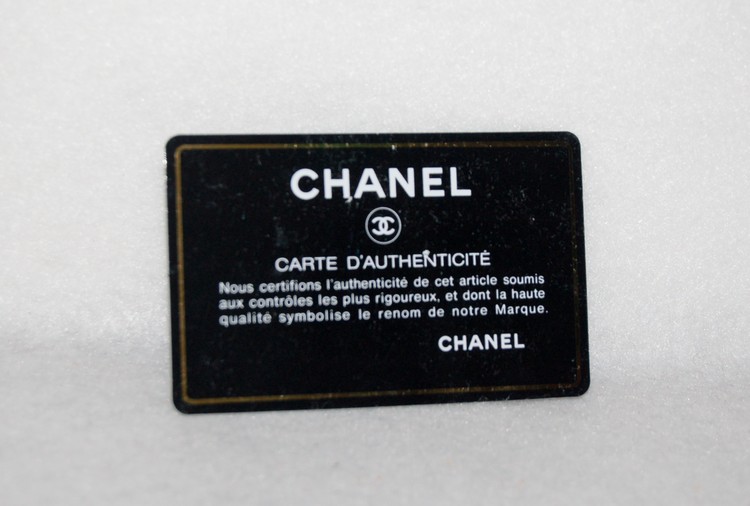 CHANEL
CARTE D'AUTHENTICITÉ
Nous certifions l'authenticité de cet article soumis
aux contrôles les plus rigoureux, et dont la haute
qualité symbolise le renom de notre Marque.
CHANEL